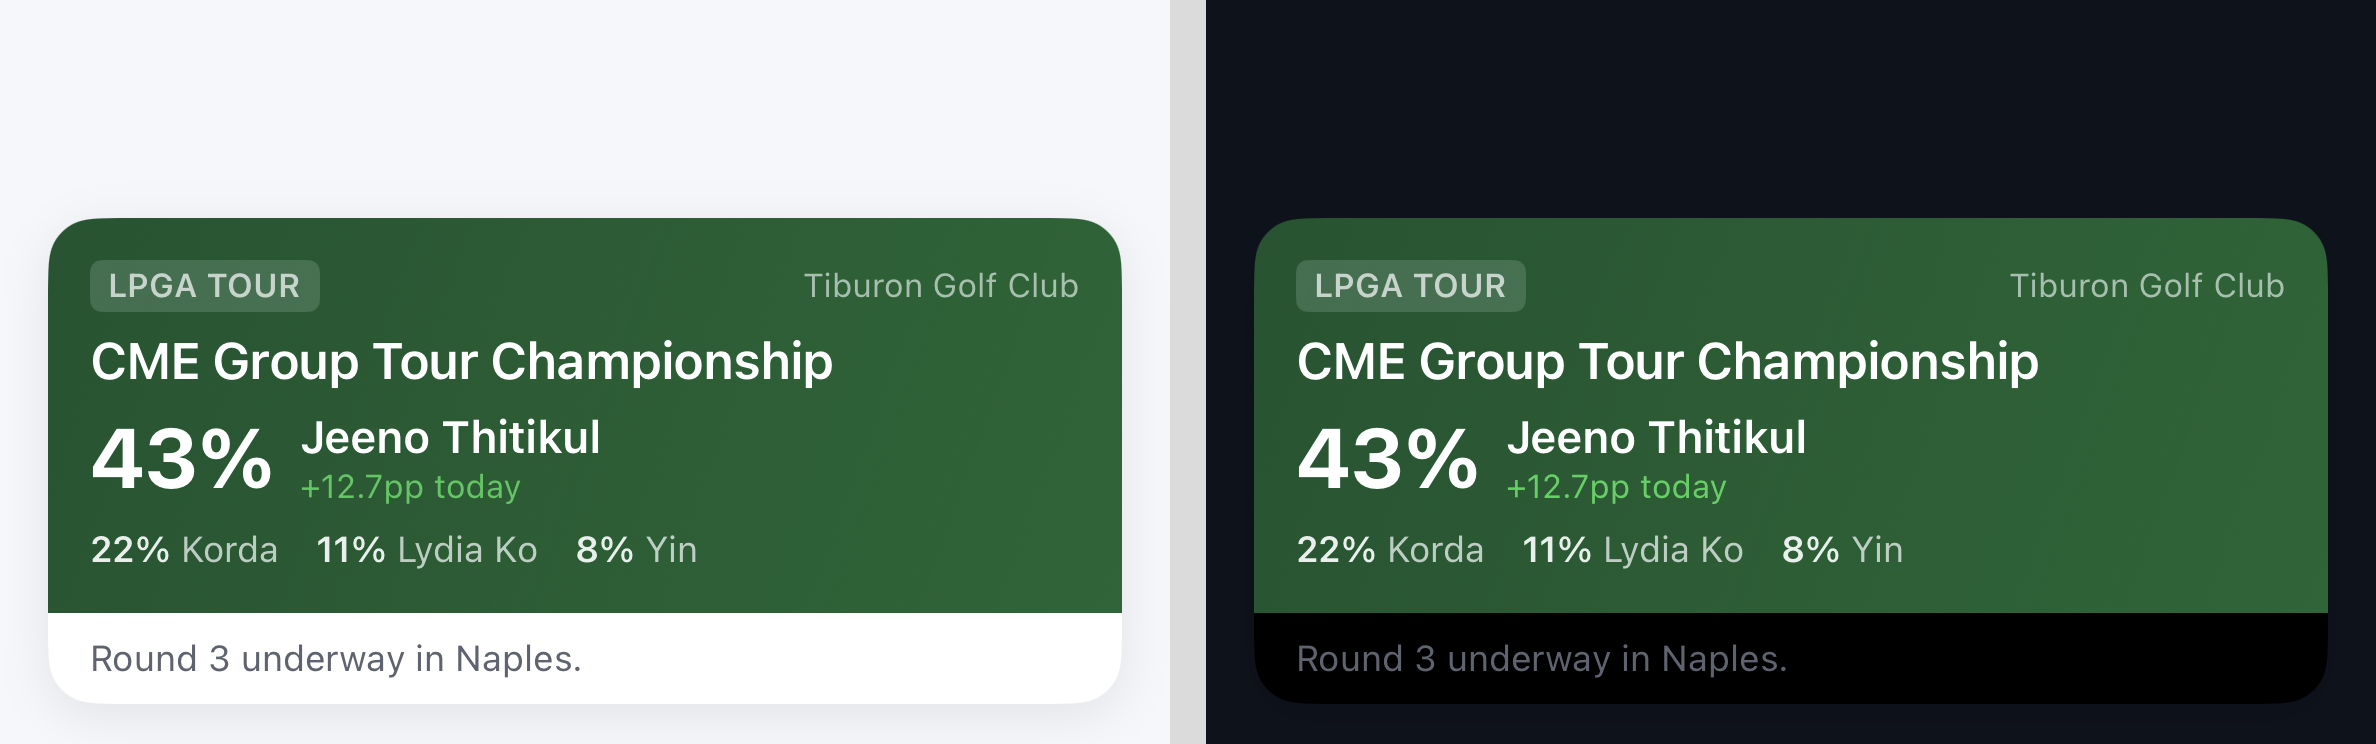 LPGA TOUR
Tiburon Golf Club
CME Group Tour Championship
43%
Jeeno Thitikul
+12.7pp today
22% Korda 11% Lydia Ko 8% Yin
Round 3 underway in Naples.
LPGA TOUR
Tiburon Golf Club
CME Group Tour Championship
43%
Jeeno Thitikul
+12.7pp today
22% Korda 11% Lydia Ko 8% Yin
Round 3 underway in Naples.